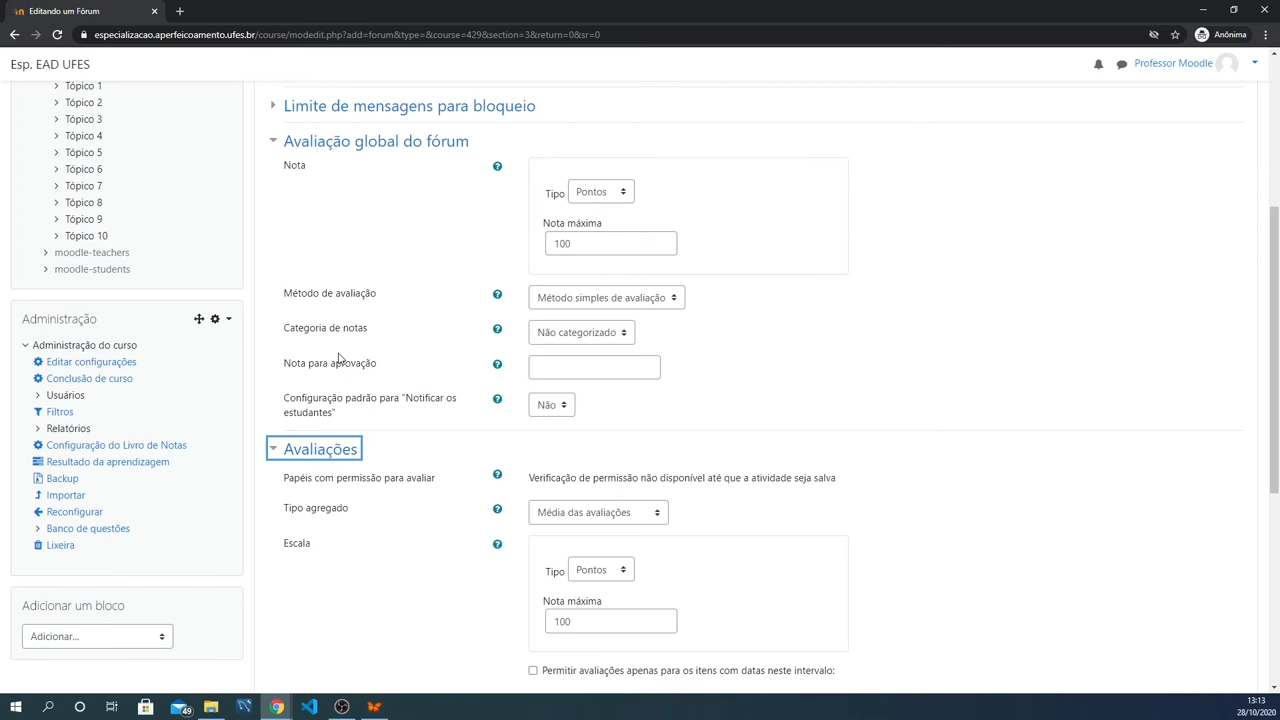 Editando um Fórum
especializacao.aperfeicoamento.ufes.br/course/modedit.php?add=forum&type=&course=429&section=3&return=0&sr=0
Anônima
Esp. EAD UFES
Professor Moodle
Tópico 1
Tópico 2
Tópico 3
Tópico 4
Tópico 5
Tópico 6
Tópico 7
Tópico 8
Tópico 9
Tópico 10
moodle-teachers
moodle-students
Administração
Administração do curso
Editar configurações
Conclusão de curso
Usuários
Filtros
Relatórios
Configuração do Livro de Notas
Resultado da aprendizagem
Backup
Importar
Reconfigurar
Banco de questões
Lixeira
Adicionar um bloco
Adicionar...
Limite de mensagens para bloqueio
Avaliação global do fórum
Nota
Tipo Pontos
Nota máxima
100
Método de avaliação
Método simples de avaliação
Categoria de notas
Não categorizado
Nota para aprovação
Configuração padrão para "Notificar os
estudantes"
Não
Avaliações
Papéis com permissão para avaliar
Verificação de permissão não disponível até que a atividade seja salva
Tipo agregado
Média das avaliações
Escala
Tipo Pontos
Nota máxima
100
Permitir avaliações apenas para os itens com datas neste intervalo:
49
13:13
28/10/2020